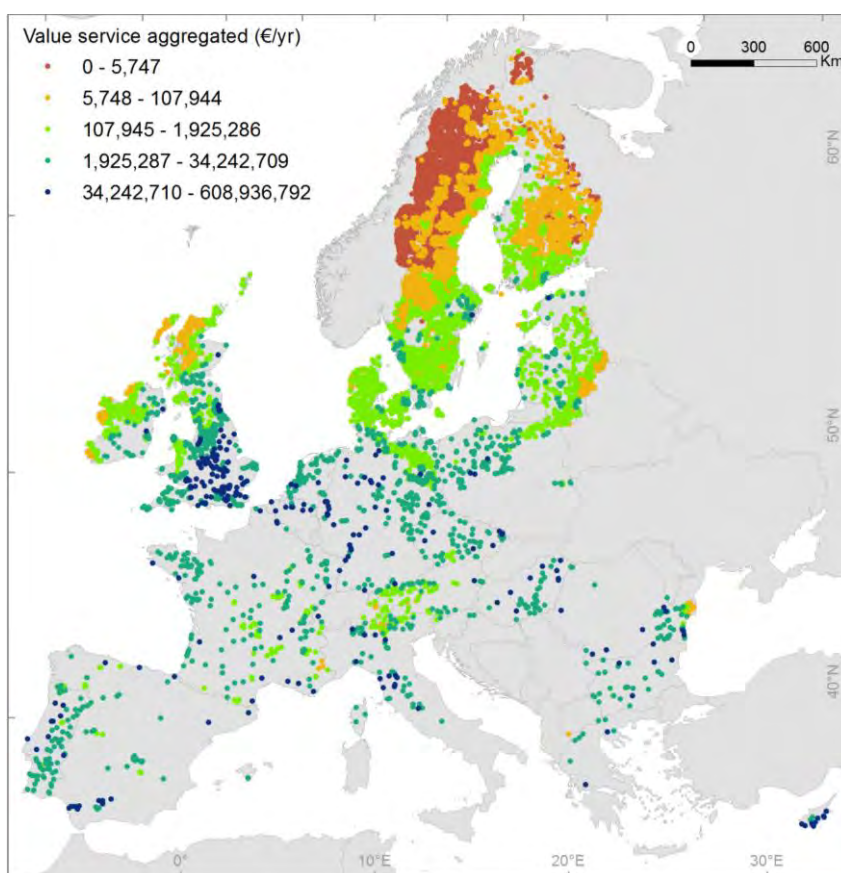 Value service aggregated (€/yr)
0 - 5,747
5,748 - 107,944
107,945 - 1,925,286
1,925,287 - 34,242,709
34,242,710 - 608,936,792
0 300 600
Km
60°N
50°N
40°N
0°
10°E
20°E
30°E